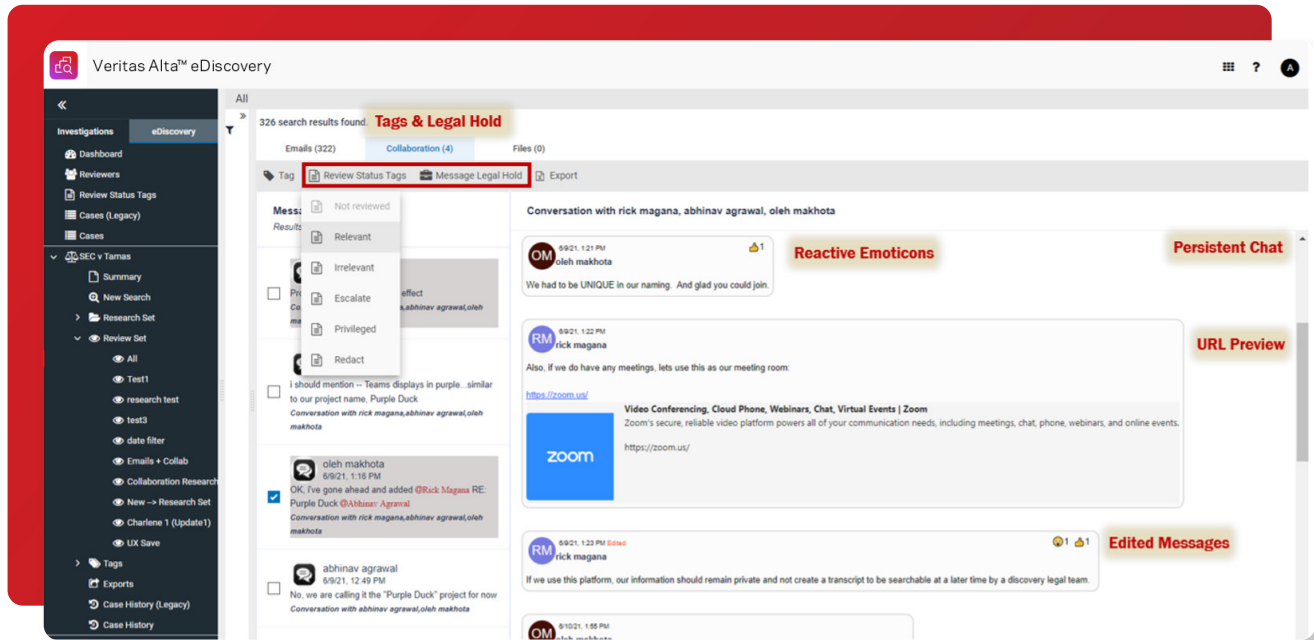 Veritas Alta™ eDiscovery
?
A
«
All
Investigations
eDiscovery
Dashboard
Reviewers
Review Status Tags
Cases (Legacy)
Cases
SEC v Tamas
Summary
New Search
Research Set
Review Set
All
Test1
research test
test3
date filter
Emails + Collab
Collaboration Research
New --> Research Set
Charlene 1 (Update1)
UX Save
Tags
Exports
Case History (Legacy)
Case History
»
326 search results found.
Tags & Legal Hold
Emails (322)
Collaboration (4)
Files (0)
Tag
Review Status Tags
Message Legal Hold
Export
Not reviewed
Relevant
Irrelevant
Escalate
Privileged
Redact
effect
abhinav agrawal,oleh
i should mention -- Teams displays in purple...similar
to our project name, Purple Duck
Conversation with rick magana,abhinav agrawal,oleh
makhota
oleh makhota
6/9/21, 1:16 PM
OK, i've gone ahead and added @Rick Magana RE:
Purple Duck @Abhinav Agrawal
Conversation with rick magana,abhinav agrawal,oleh
makhota
abhinav agrawal
6/9/21, 12:49 PM
No, we are calling it the "Purple Duck" project for now
Conversation with abhinav agrawal,oleh makhota
Conversation with rick magana, abhinav agrawal, oleh makhota
OM
6/9/21, 1:21 PM
1
oleh makhota
We had to be UNIQUE in our naming. And glad you could join.
Reactive Emoticons
Persistent Chat
RM
6/9/21, 1:22 PM
rick magana
Also, if we do have any meetings, lets use this as our meeting room:
https://zoom.us/
Video Conferencing, Cloud Phone, Webinars, Chat, Virtual Events | Zoom
Zoom's secure, reliable video platform powers all of your communication needs, including meetings, chat, phone, webinars, and online events.
https://zoom.us/
zoom
URL Preview
RM
6/9/21, 1:23 PM Edited
1 1
rick magana
If we use this platform, our information should remain private and not create a transcript to be searchable at a later time by a discovery legal team.
Edited Messages
OM
6/10/21, 1:55 PM
oleh makhota